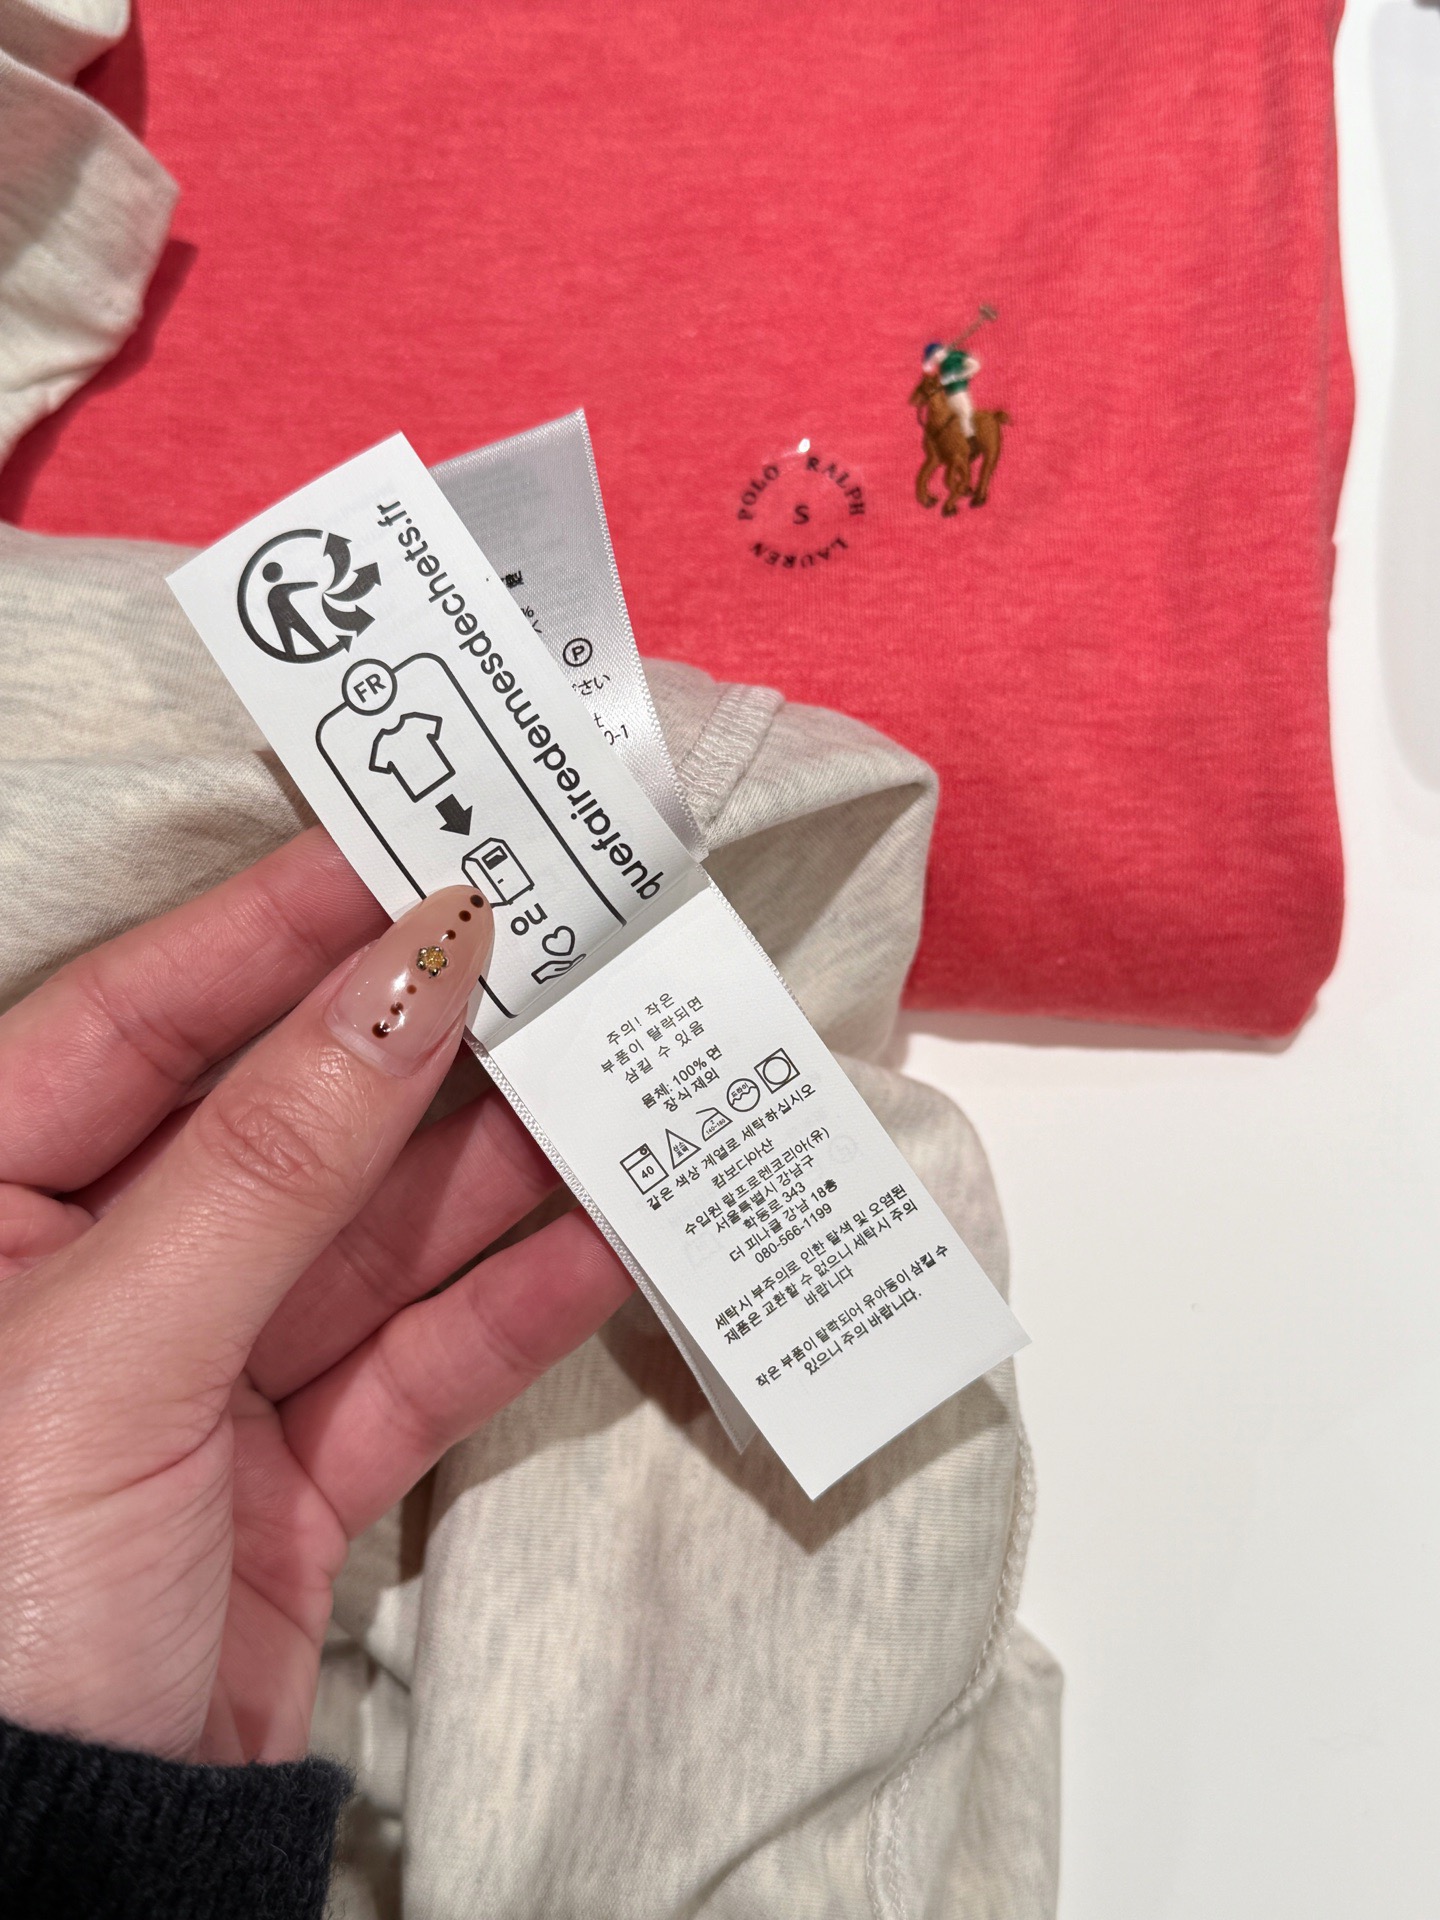 POLO RALPH LAUREN
S
quefairedemesdechets.fr
FR
P
さい
주의! 작은
부품이 탈락되면
삼킬 수 있음
몸체: 100% 면
장식 제외
40
같은 색상 계열로 세탁하십시오
캄보디아산
수입원 랄프로렌코리아(유)
서울특별시 강남구
학동로 343
더 피나클 강남 18층
080-566-1199
세탁시 부주의로 인한 탈색 및 오염된
제품은 교환할 수 없으니 세탁시 주의
바랍니다
작은 부품이 탈락되어 유아동이 삼킬 수
있으니 주의 바랍니다.